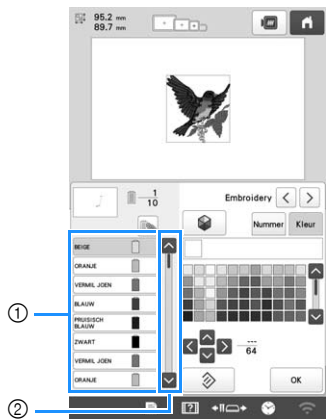 95.2 mm
89.7 mm
1
10
Embroidery < >
Nummer Kleur
BEIGE
ORANJE
VERMIL JOEN
BLAUW
PRUISISCH
BLAUW
ZWART
VERMIL JOEN
ORANJE
---
64
OK
①
②